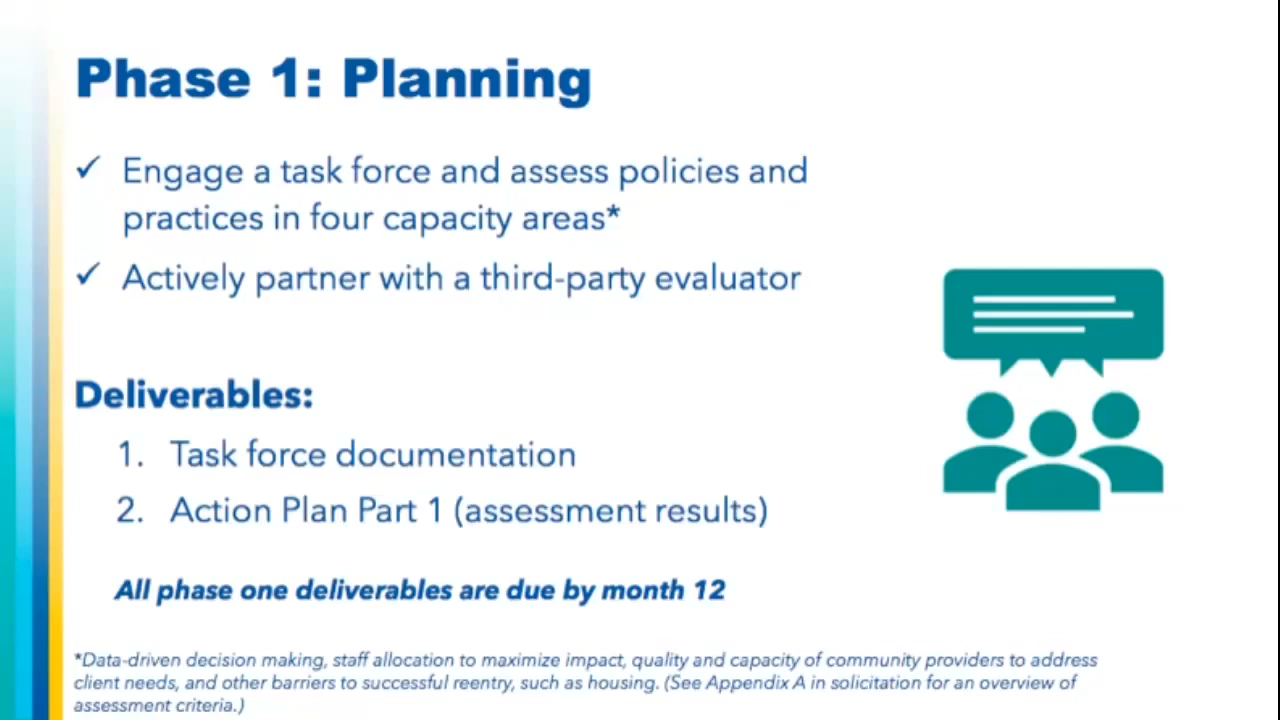 Phase 1: Planning
✓ Engage a task force and assess policies and
practices in four capacity areas*
✓ Actively partner with a third-party evaluator
Deliverables:
1. Task force documentation
2. Action Plan Part 1 (assessment results)
All phase one deliverables are due by month 12
*Data-driven decision making, staff allocation to maximize impact, quality and capacity of community providers to address
client needs, and other barriers to successful reentry, such as housing. (See Appendix A in solicitation for an overview of
assessment criteria.)